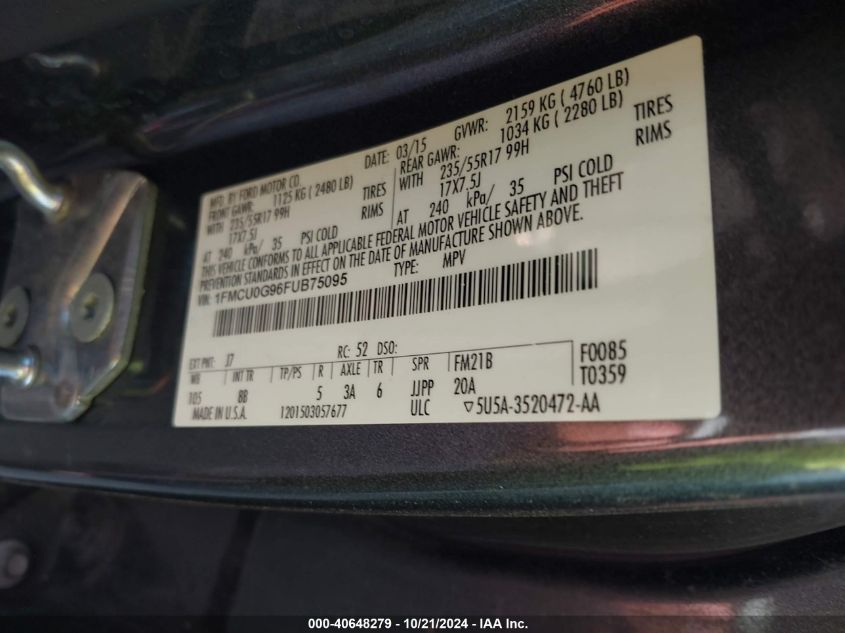 MFD. BY FORD MOTOR CO. DATE: 03/15 GVWR: 2159 KG ( 4760 LB)
FRONT GAWR: 1125 KG ( 2480 LB) REAR GAWR: 1034 KG ( 2280 LB)
WITH 235/55R17 99H TIRES WITH 235/55R17 99H TIRES
17X7.5J RIMS 17X7.5J RIMS
AT 240 kPa/ 35 PSI COLD AT 240 kPa/ 35 PSI COLD
THIS VEHICLE CONFORMS TO ALL APPLICABLE FEDERAL MOTOR VEHICLE SAFETY AND THEFT
PREVENTION STANDARDS IN EFFECT ON THE DATE OF MANUFACTURE SHOWN ABOVE.
VIN: 1FMCU0G96FUB75095 TYPE: MPV
EXT PNT: J7 RC: 52 DSO: F0085
WB INT TR TP/PS R AXLE TR SPR FM21B T0359
105 BB 5 3A 6 JJPP 20A
MADE IN U.S.A. 1201503057677 ULC ▽5U5A-3520472-AA
000-40648279 - 10/21/2024 - IAA Inc.